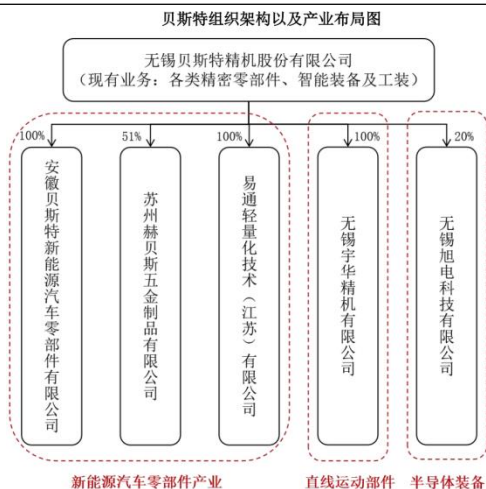 贝斯特组织架构以及产业布局图
无锡贝斯特精机股份有限公司
（现有业务：各类精密零部件、智能装备及工装）
100%
51%
100%
100%
20%
安徽贝斯特新能源汽车零部件有限公司
苏州赫贝斯五金制品有限公司
易通轻量化技术（江苏）有限公司
无锡宇华精机有限公司
无锡旭电科技有限公司
新能源汽车零部件产业
直线运动部件
半导体装备